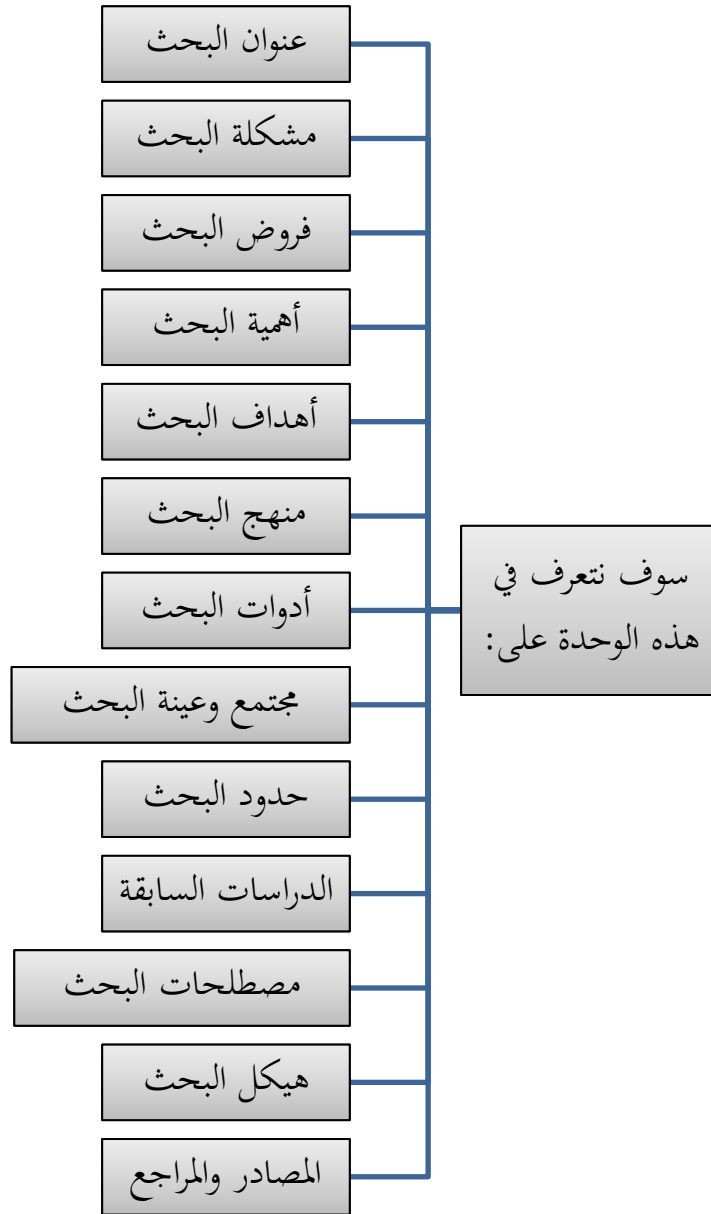 سوف نتعرف في
هذه الوحدة على:
عنوان البحث
مشكلة البحث
فروض البحث
أهمية البحث
أهداف البحث
منهج البحث
أدوات البحث
مجتمع وعينة البحث
حدود البحث
الدراسات السابقة
مصطلحات البحث
هيكل البحث
المصادر والمراجع